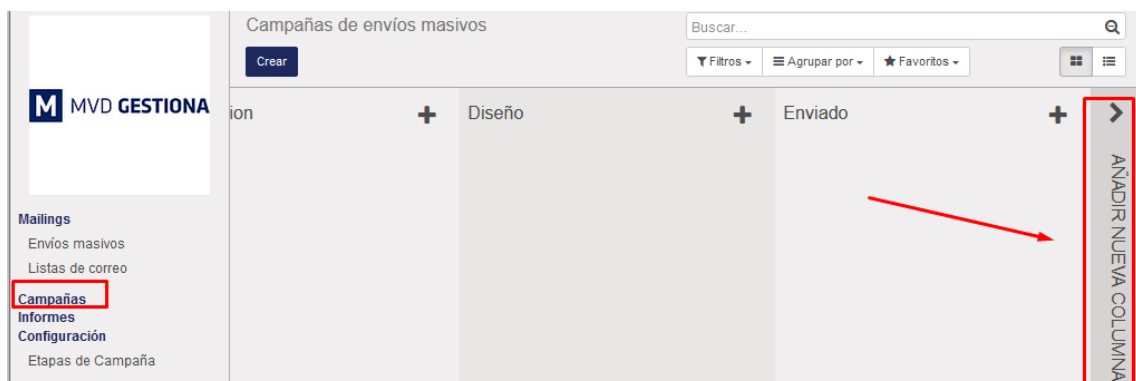 Campañas de envíos masivos
Buscar...
Crear
Filtros
Agrupar por
Favoritos
M MVD GESTIONA
ion
Diseño
Enviado
AÑADIR NUEVA COLUMNA
Mailings
Envíos masivos
Listas de correo
Campañas
Informes
Configuración
Etapas de Campaña